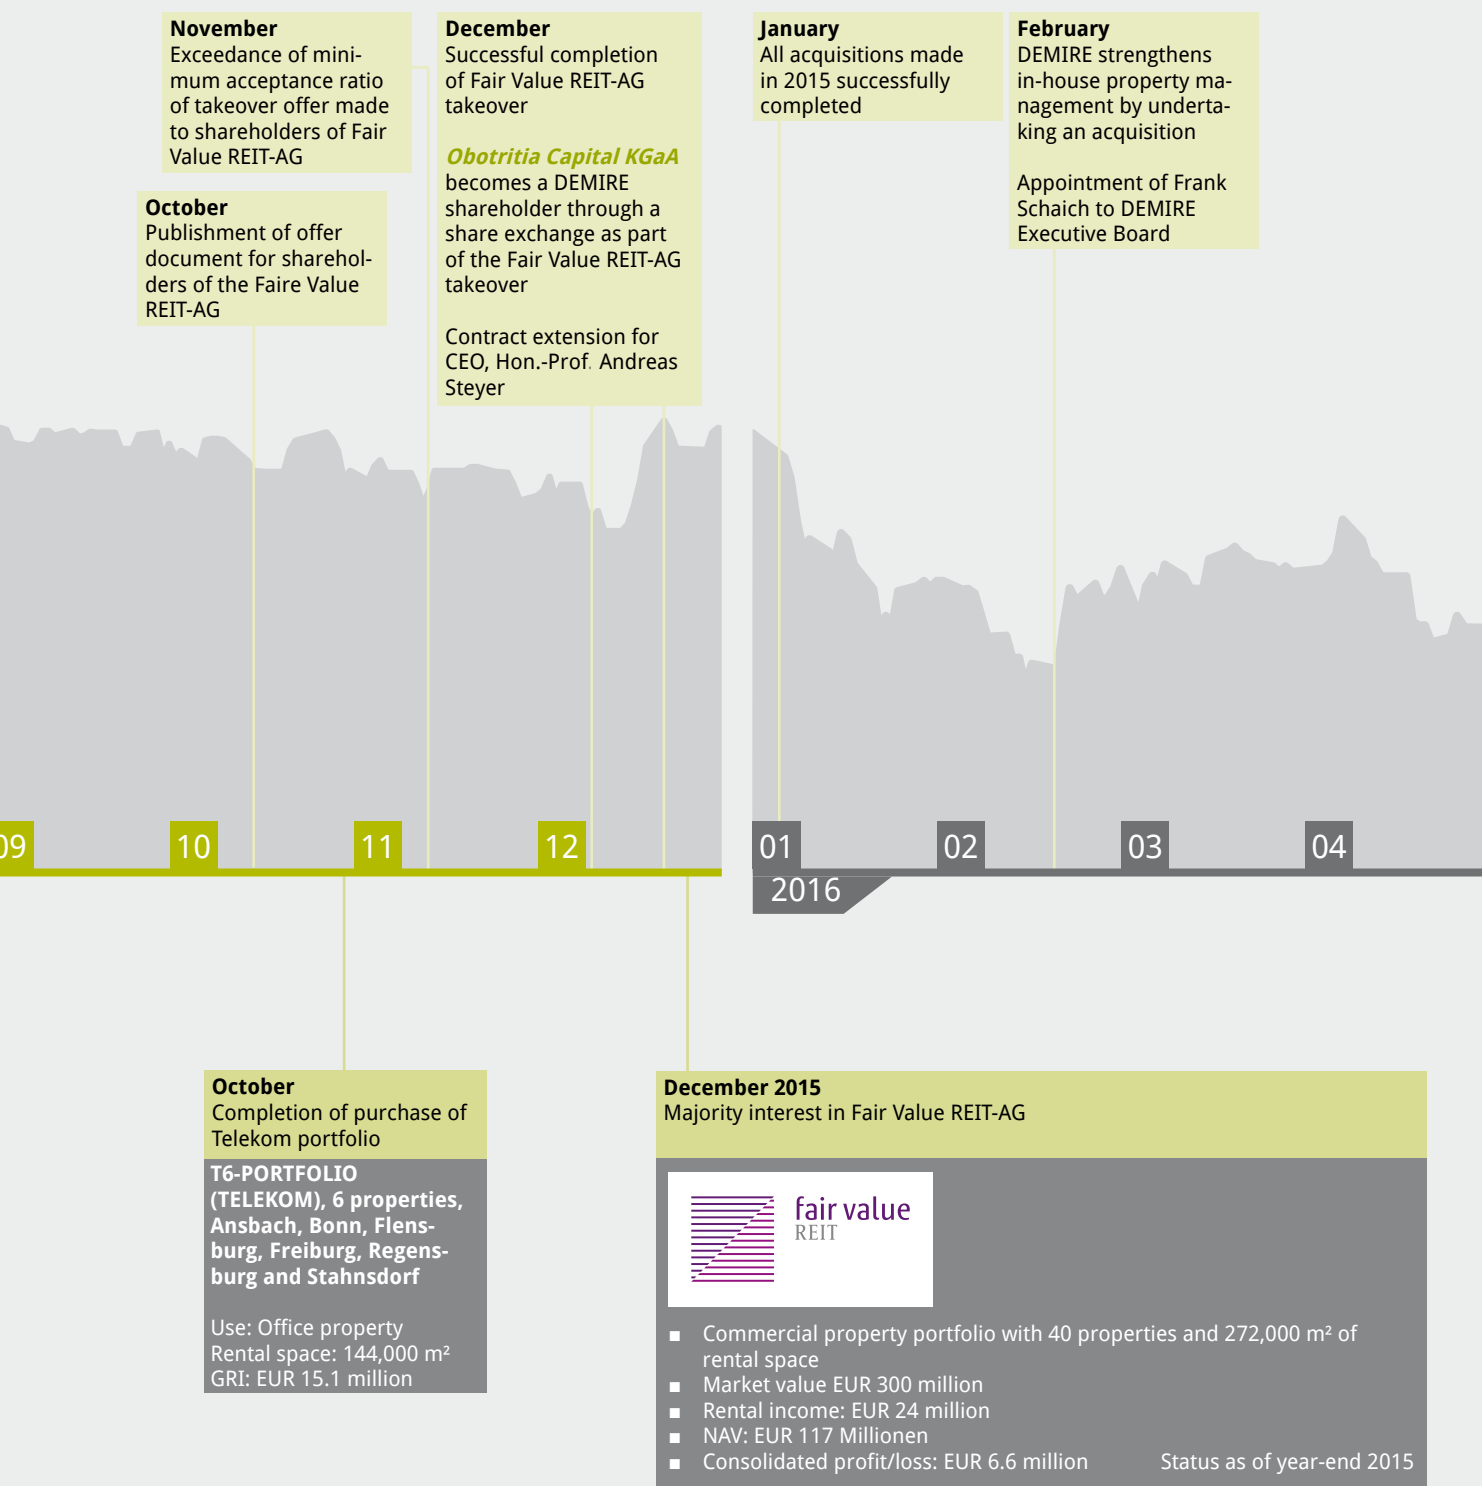 November
Exceedance of mini-
mum acceptance ratio
of takeover offer made
to shareholders of Fair
Value REIT-AG
October
Publishment of offer
document for sharehol-
ders of the Faire Value
REIT-AG
December
Successful completion
of Fair Value REIT-AG
takeover
Obotritia Capital KGaA
becomes a DEMIRE
shareholder through a
share exchange as part
of the Fair Value REIT-AG
takeover
Contract extension for
CEO, Hon.-Prof. Andreas
Steyer
January
All acquisitions made
in 2015 successfully
completed
February
DEMIRE strengthens
in-house property ma-
nagement by underta-
king an acquisition
Appointment of Frank
Schaich to DEMIRE
Executive Board
09 10 11 12 01 02 03 04
2016
October
Completion of purchase of
Telekom portfolio
T6-PORTFOLIO
(TELEKOM), 6 properties,
Ansbach, Bonn, Flens-
burg, Freiburg, Regens-
burg and Stahnsdorf
Use: Office property
Rental space: 144,000 m²
GRI: EUR 15.1 million
December 2015
Majority interest in Fair Value REIT-AG
fair value
REIT
■ Commercial property portfolio with 40 properties and 272,000 m² of
rental space
■ Market value EUR 300 million
■ Rental income: EUR 24 million
■ NAV: EUR 117 Millionen
■ Consolidated profit/loss: EUR 6.6 million Status as of year-end 2015